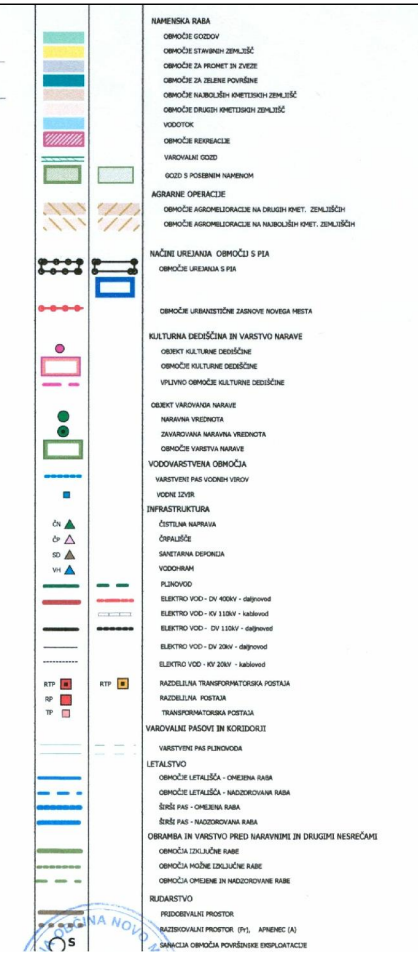 NAMENSKA RABA
OBMOČJE GOZDOV
OBMOČJE STAVBNIH ZEMLJIŠČ
OBMOČJE ZA PROMET IN ZVEZE
OBMOČJE ZA ZELENE POVRŠINE
OBMOČJE NAJBOLJŠIH KMETIJSKIH ZEMLJIŠČ
OBMOČJE DRUGIH KMETIJSKIH ZEMLJIŠČ
VODOTOK
OBMOČJE REKREACIJE
VAROVALNI GOZD
GOZD S POSEBNIM NAMENOM
AGRARNE OPERACIJE
OBMOČJE AGROMELIORACIJE NA DRUGIH KMET. ZEMLJIŠČIH
OBMOČJE AGROMELIORACIJE NA NAJBOLJŠIH KMET. ZEMLJIŠČIH
NAČINI UREJANJA OBMOČIJ S PIA
OBMOČJE UREJANJA S PIA
OBMOČJE URBANISTIČNE ZASNOVE NOVEGA MESTA
KULTURNA DEDIŠČINA IN VARSTVO NARAVE
OBJEKT KULTURNE DEDIŠČINE
OBMOČJE KULTURNE DEDIŠČINE
VPLIVNO OBMOČJE KULTURNE DEDIŠČINE
OBJEKT VAROVANJA NARAVE
NARAVNA VREDNOTA
ZAVAROVANA NARAVNA VREDNOTA
OBMOČJE VARSTVA NARAVE
VODOVARSTVENA OBMOČJA
VARSTVENI PAS VODNIH VIROV
VODNI IZVIR
INFRASTRUKTURA
ČN ČISTILNA NAPRAVA
ČP ČRPALIŠČE
SD SANITARNA DEPONIJA
VH VODOHRAM
PLINOVOD
ELEKTRO VOD - DV 400kV - daljnovod
ELEKTRO VOD - KV 110kV - kablovod
ELEKTRO VOD - DV 110kV - daljnovod
ELEKTRO VOD - DV 20kV - daljnovod
ELEKTRO VOD - KV 20kV - kablovod
RTP RTP RAZDELILNA TRANSFORMATORSKA POSTAJA
RP RAZDELILNA POSTAJA
TP TRANSFORMATORSKA POSTAJA
VAROVALNI PASOVI IN KORIDORJI
VARSTVENI PAS PLINOVODA
LETALSTVO
OBMOČJE LETALIŠČA - OMEJENA RABA
OBMOČJE LETALIŠČA - NADZOROVANA RABA
ŠIRŠI PAS - OMEJENA RABA
ŠIRŠI PAS - NADZOROVANA RABA
OBRAMBA IN VARSTVO PRED NARAVNIMI IN DRUGIMI NESREČAMI
OBMOČJA IZKLJUČNE RABE
OBMOČJA MOŽNE IZKLJUČNE RABE
OBMOČJA OMEJENE IN NADZOROVANE RABE
RUDARSTVO
PRIDOBIVALNI PROSTOR
RAZISKOVALNI PROSTOR (Pr), APNENEC (A)
S SANACIJA OBMOČJA POVRŠINSKE EKSPLOATACIJE
OBČINA NOVO